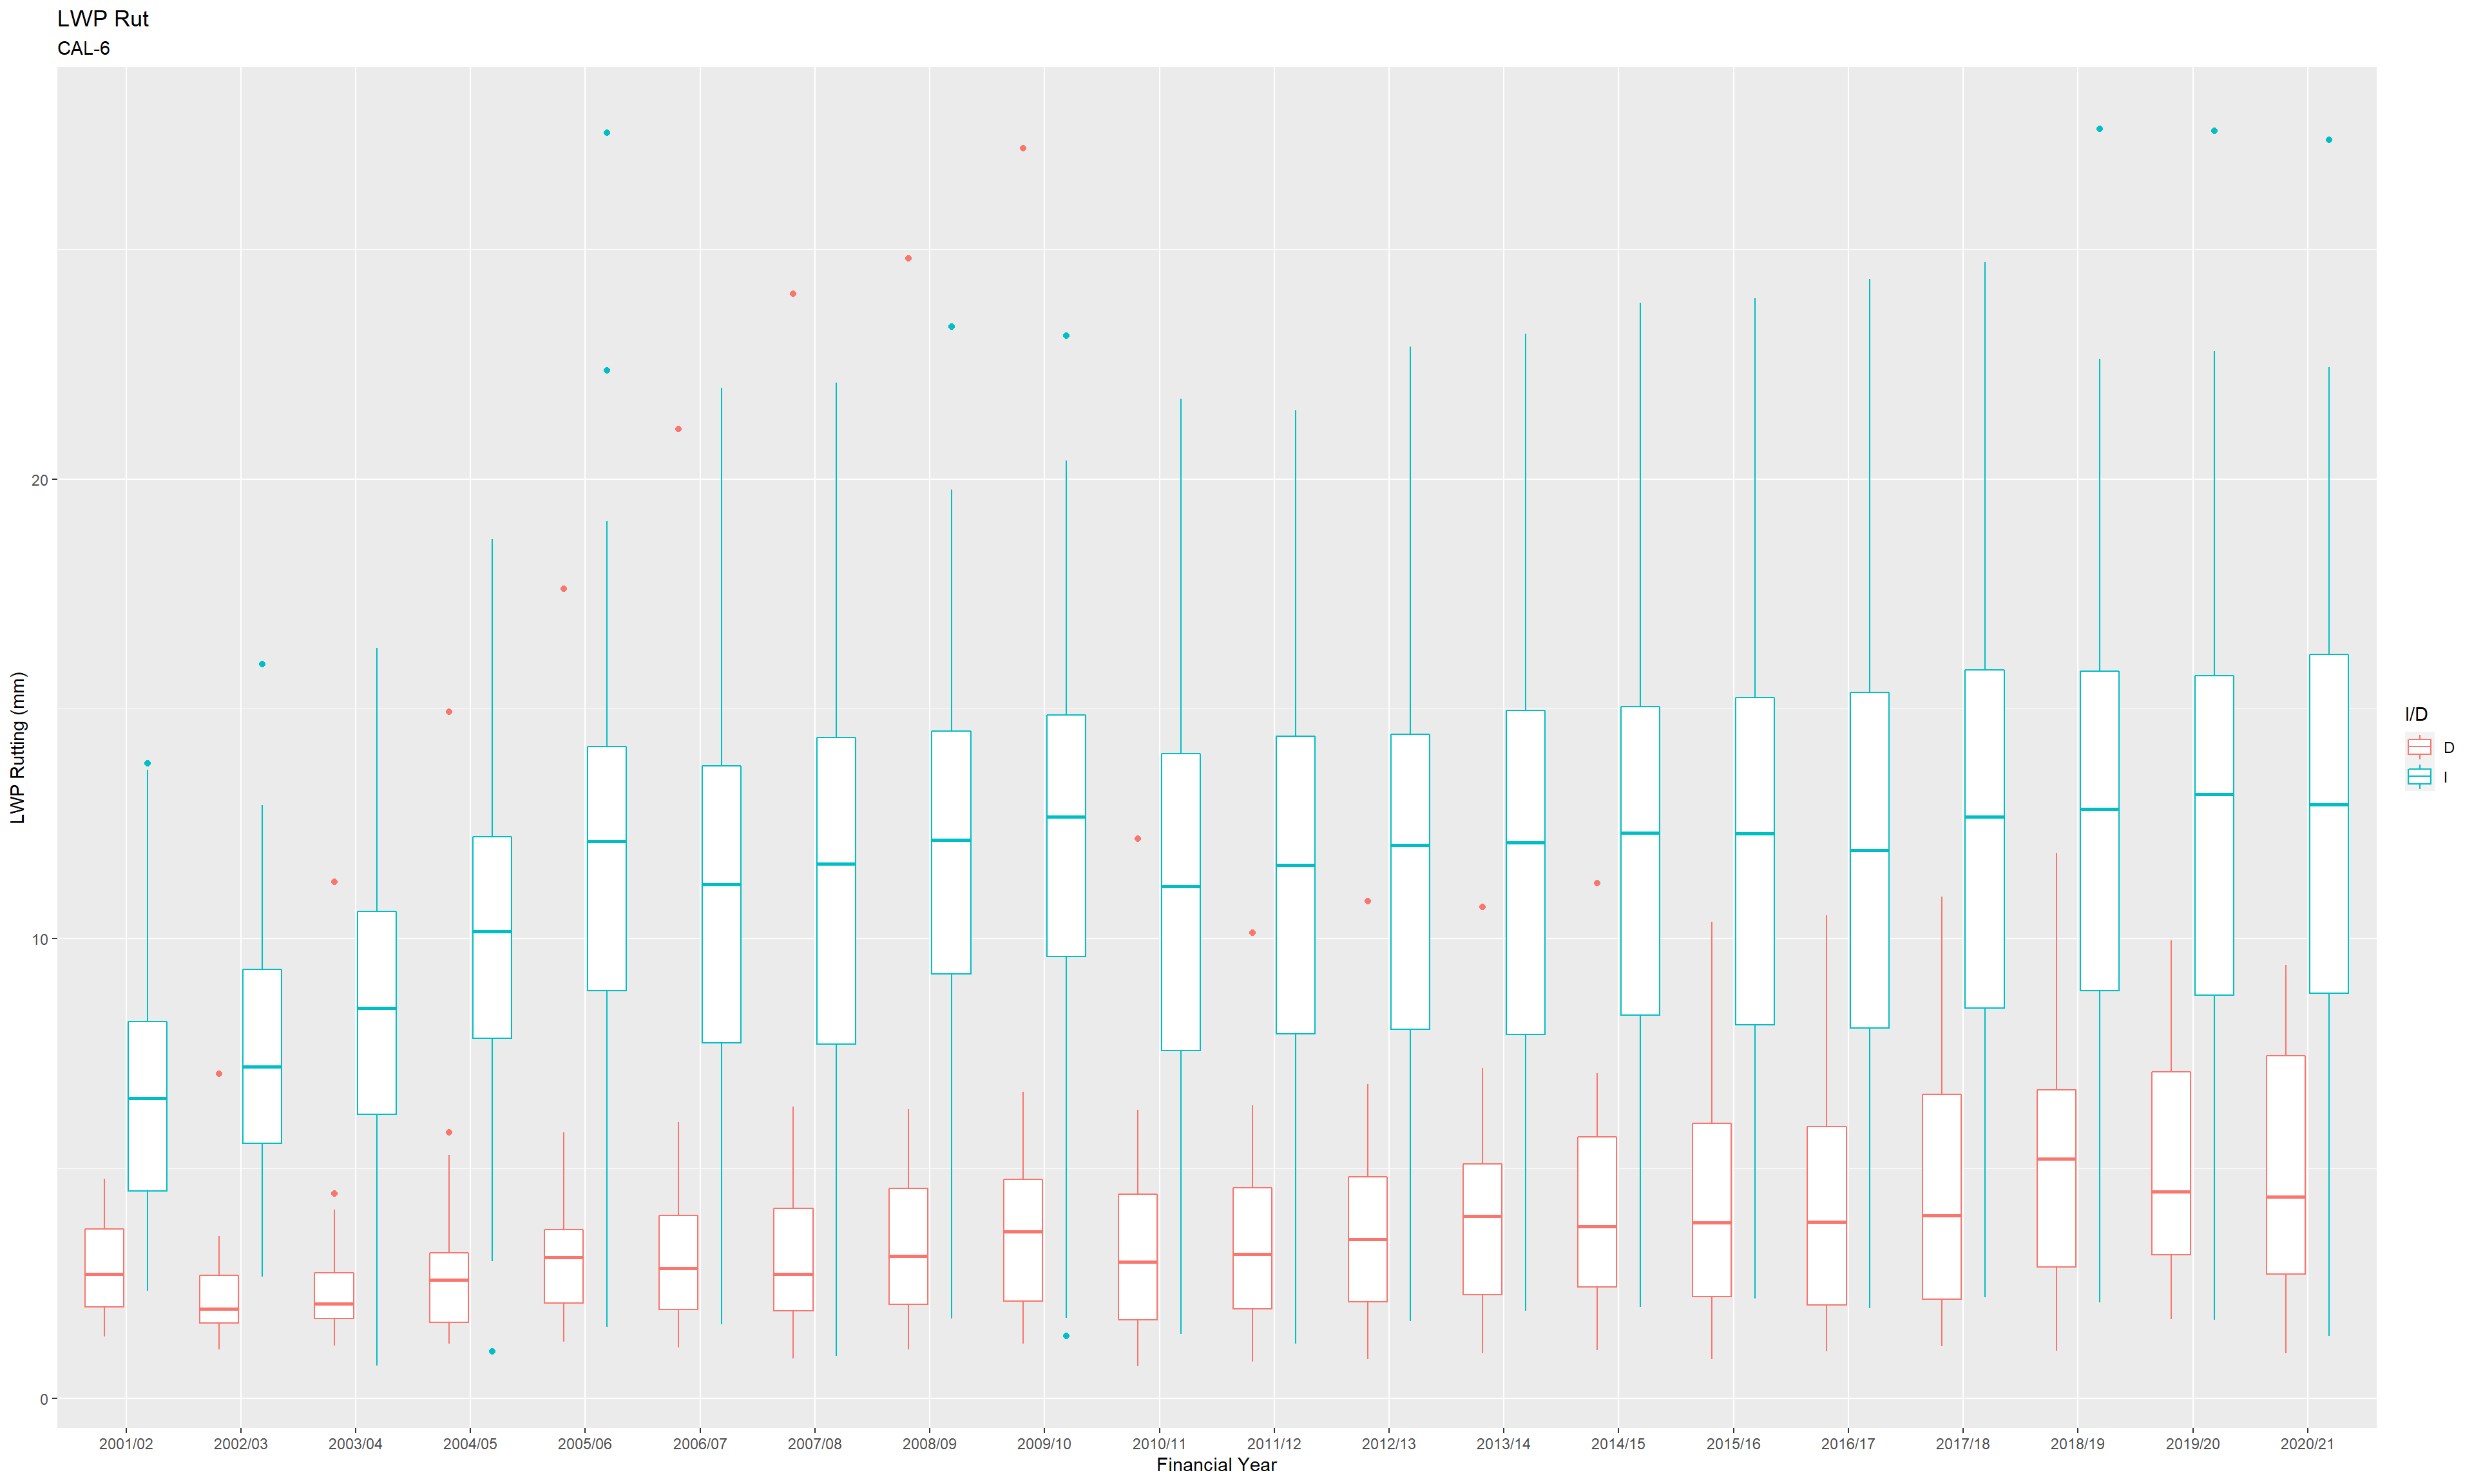 LWP Rut
CAL-6
LWP Rutting (mm)
20
10
0
2001/02 2002/03 2003/04 2004/05 2005/06 2006/07 2007/08 2008/09 2009/10 2010/11 2011/12 2012/13 2013/14 2014/15 2015/16 2016/17 2017/18 2018/19 2019/20 2020/21
Financial Year
I/D
D
I